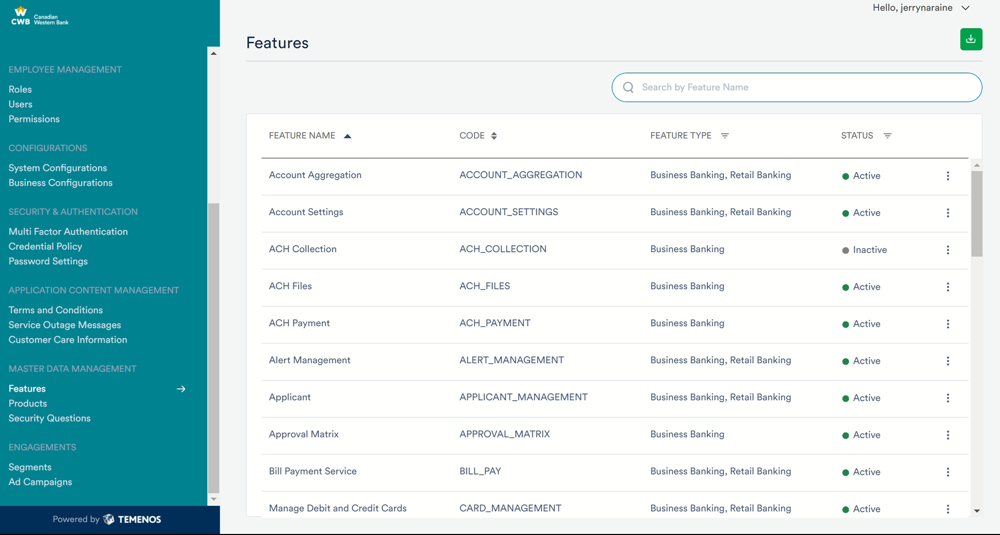 CWB Canadian Western Bank
Hello, jerrynaraine
EMPLOYEE MANAGEMENT
Roles
Users
Permissions
CONFIGURATIONS
System Configurations
Business Configurations
SECURITY & AUTHENTICATION
Multi Factor Authentication
Credential Policy
Password Settings
APPLICATION CONTENT MANAGEMENT
Terms and Conditions
Service Outage Messages
Customer Care Information
MASTER DATA MANAGEMENT
Features
Products
Security Questions
ENGAGEMENTS
Segments
Ad Campaigns
Powered by TEMENOS
Features
Search by Feature Name
FEATURE NAME CODE FEATURE TYPE STATUS
Account Aggregation ACCOUNT_AGGREGATION Business Banking, Retail Banking Active
Account Settings ACCOUNT_SETTINGS Business Banking, Retail Banking Active
ACH Collection ACH_COLLECTION Business Banking Inactive
ACH Files ACH_FILES Business Banking Active
ACH Payment ACH_PAYMENT Business Banking Active
Alert Management ALERT_MANAGEMENT Business Banking, Retail Banking Active
Applicant APPLICANT_MANAGEMENT Business Banking, Retail Banking Active
Approval Matrix APPROVAL_MATRIX Business Banking Active
Bill Payment Service BILL_PAY Business Banking, Retail Banking Active
Manage Debit and Credit Cards CARD_MANAGEMENT Business Banking, Retail Banking Active